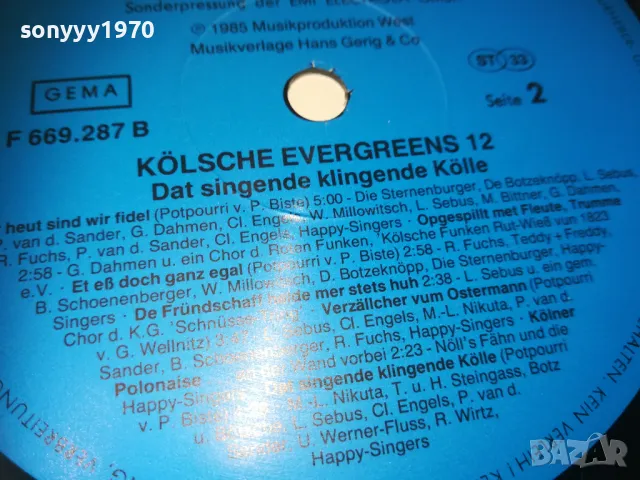 sonyyy1970
Sonderpressung der EMI ELECTROLA
℗ 1985 Musikproduktion West
Musikverlage Hans Gerig & Co
GEMA
ST 33
F 669.287 B
Seite 2
KÖLSCHE EVERGREENS 12
Dat singende klingende Kölle
heut sind wir fidel (Potpourri v. P. Biste) 5:00 - Die Sternenburger, De Botzeknöpp, L. Sebus,
P. van d. Sander, G. Dahmen, Cl. Engels, W. Millowitsch, L. Sebus, M. Bittner, G. Dahmen,
R. Fuchs, P. van d. Sander, Cl. Engels, Happy-Singers · Opgespillt met Fleute, Trumme
2:58 - G. Dahmen u. ein Chor d. Roten Funken, 'Kölsche Funken Rut-Wieß vun 1823
e.V. · Et eß doch ganz egal (Potpourri v. P. Biste) 2:58 - R. Fuchs, Teddy + Freddy,
B. Schoenenberger, W. Millowitsch, D. Botzeknöpp, Die Sternenburger, Happy-
Singers · De Fründschaff mer stets huh 2:38 - L. Sebus u. ein gem.
Chor d. K.G. 'Schnüsse · Verzällcher vum Ostermann (Potpourri
v. G. Wellnitz) Sebus, Cl. Engels, M.-L. Nikuta, P. van d.
Sander, B. Schoenenberger, R. Fuchs, Happy-Singers · Kölner
Polonaise Wand vorbei 2:23 - Nöll's Fähn und die
Happy-Singers · Dat singende klingende Kölle (Potpourri
v. P. Biste) M.-L. Nikuta, T. u. H. Steingass, Botz
u. L. Sebus, Cl. Engels, P. van d.
Sander, U. Werner-Fluss, R. Wirtz,
Happy-Singers
bazar